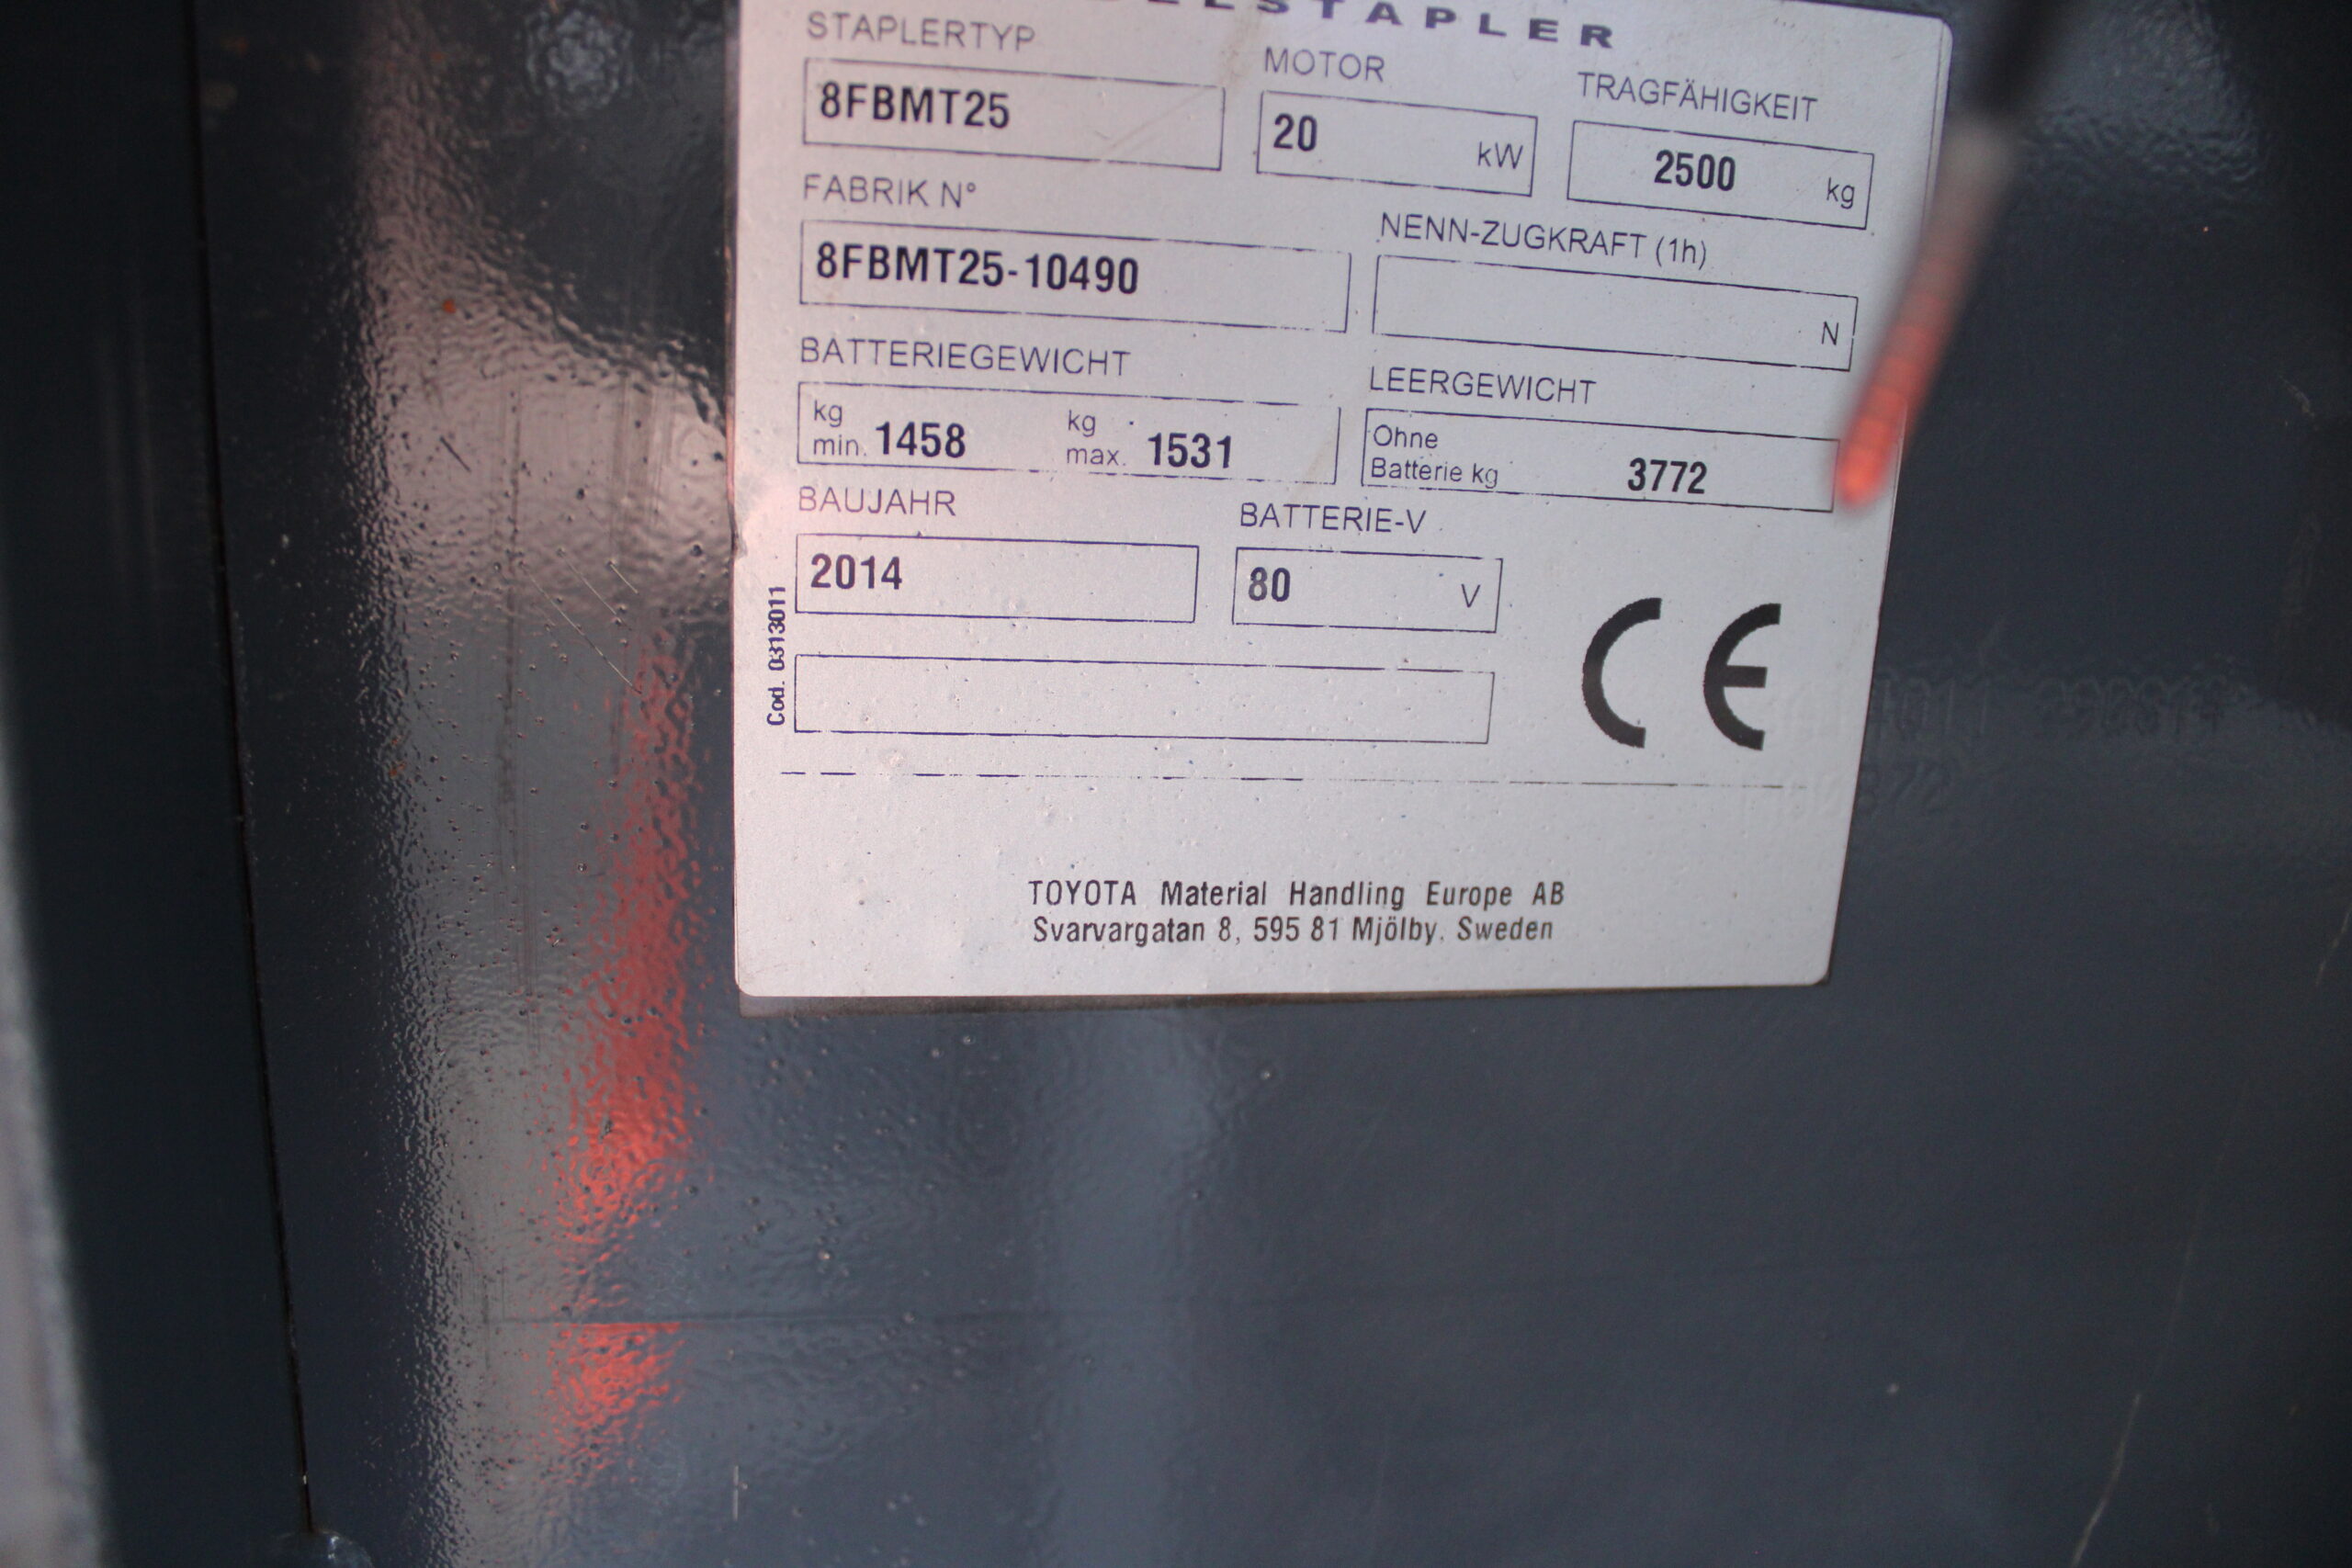 STAPLER
STAPLERTYP
8FBMT25
MOTOR
20 kW
TRAGFÄHIGKEIT
2500 kg
FABRIK N°
8FBMT25-10490
NENN-ZUGKRAFT (1h)
N
BATTERIEGEWICHT
kg min. 1458 kg max. 1531
LEERGEWICHT
Ohne
Batterie kg 3772
BAUJAHR
2014
BATTERIE-V
80 V
Cod. 0313011
CE
TOYOTA Material Handling Europe AB
Svarvargatan 8, 595 81 Mjölby. Sweden